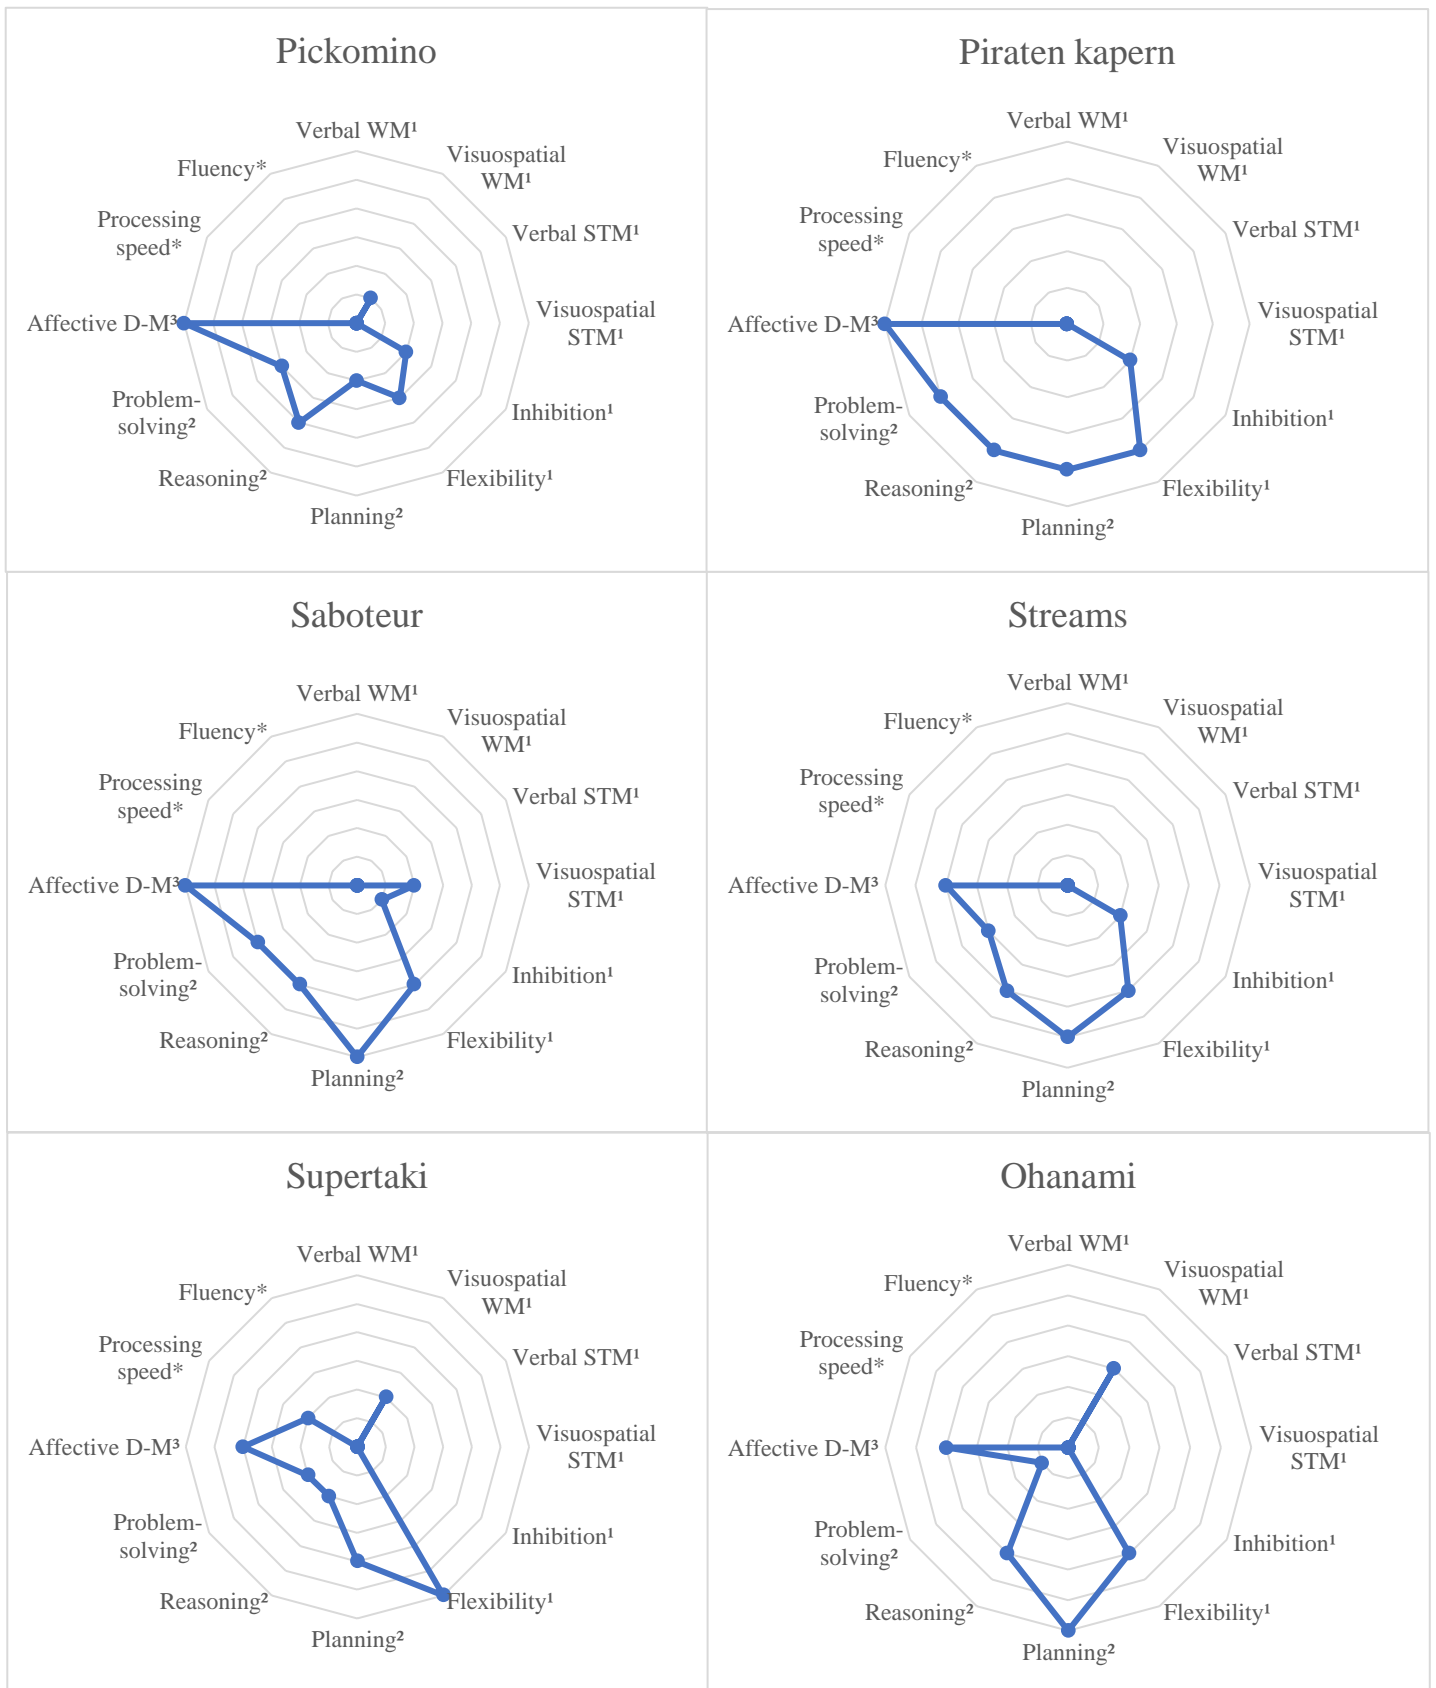 Pickomino
Verbal WM¹
Visuospatial
WM¹
Verbal STM¹
Visuospatial
STM¹
Inhibition¹
Flexibility¹
Planning²
Reasoning²
Problem-
solving²
Affective D-M³
Processing
speed*
Fluency*
Piraten kapern
Verbal WM¹
Visuospatial
WM¹
Verbal STM¹
Visuospatial
STM¹
Inhibition¹
Flexibility¹
Planning²
Reasoning²
Problem-
solving²
Affective D-M³
Processing
speed*
Fluency*
Saboteur
Verbal WM¹
Visuospatial
WM¹
Verbal STM¹
Visuospatial
STM¹
Inhibition¹
Flexibility¹
Planning²
Reasoning²
Problem-
solving²
Affective D-M³
Processing
speed*
Fluency*
Streams
Verbal WM¹
Visuospatial
WM¹
Verbal STM¹
Visuospatial
STM¹
Inhibition¹
Flexibility¹
Planning²
Reasoning²
Problem-
solving²
Affective D-M³
Processing
speed*
Fluency*
Supertaki
Verbal WM¹
Visuospatial
WM¹
Verbal STM¹
Visuospatial
STM¹
Inhibition¹
Flexibility¹
Planning²
Reasoning²
Problem-
solving²
Affective D-M³
Processing
speed*
Fluency*
Ohanami
Verbal WM¹
Visuospatial
WM¹
Verbal STM¹
Visuospatial
STM¹
Inhibition¹
Flexibility¹
Planning²
Reasoning²
Problem-
solving²
Affective D-M³
Processing
speed*
Fluency*